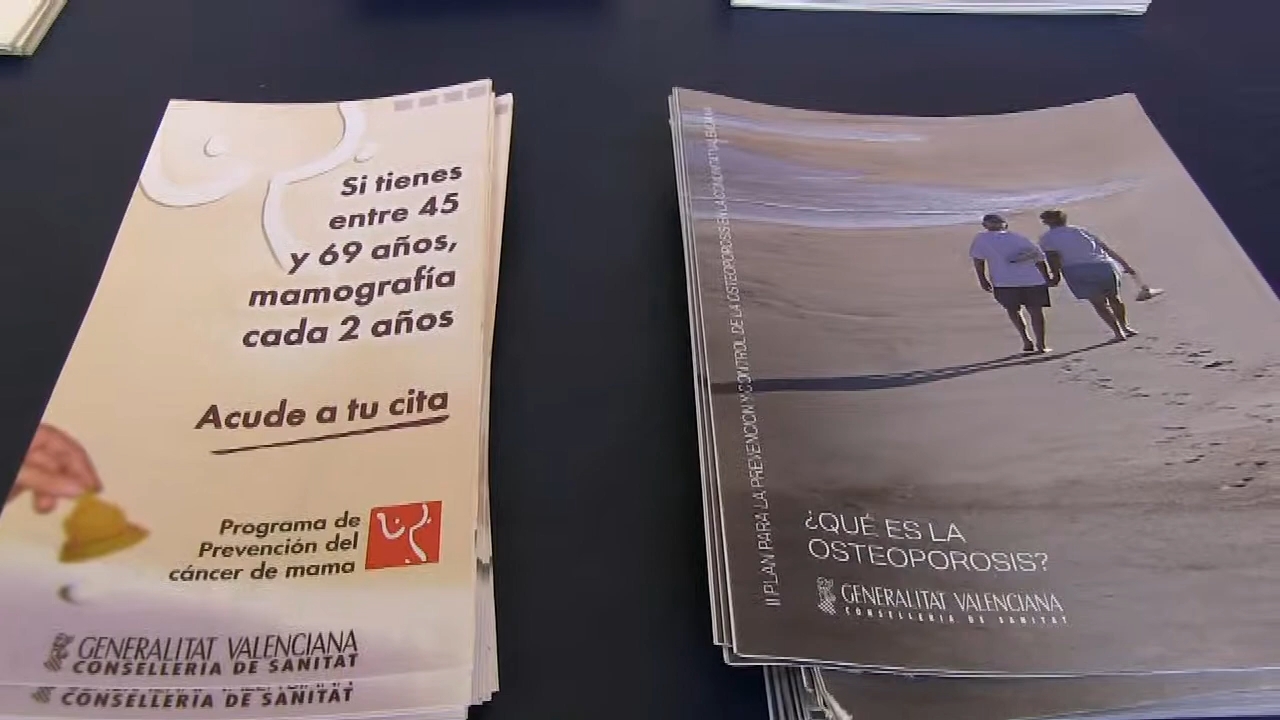 Si tienes
entre 45
y 69 años,
mamografía
cada 2 años
Acude a tu cita
Programa de
Prevención del
cáncer de mama
GENERALITAT VALENCIANA
CONSELLERIA DE SANITAT
CONSELLERIA DE SANITAT
II PLAN PARA LA PREVENCION Y CONTROL DE LA OSTEOPOROSIS EN LA COMUNITAT VALENCIANA
¿QUÉ ES LA
OSTEOPOROSIS?
GENERALITAT VALENCIANA
CONSELLERIA DE SANITAT